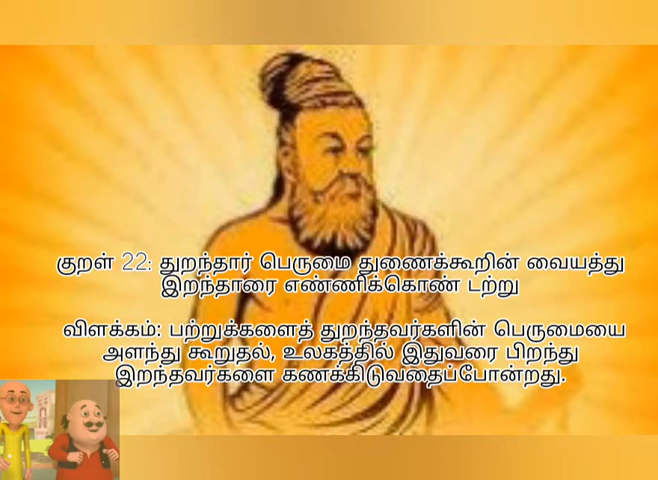 குறள் 22: துறந்தார் பெருமை துணைக்கூறின் வையத்து
இறந்தாரை எண்ணிக்கொண் டற்று
விளக்கம்: பற்றுக்களைத் துறந்தவர்களின் பெருமையை
அளந்து கூறுதல், உலகத்தில் இதுவரை பிறந்து
இறந்தவர்களை கணக்கிடுவதைப்போன்றது.